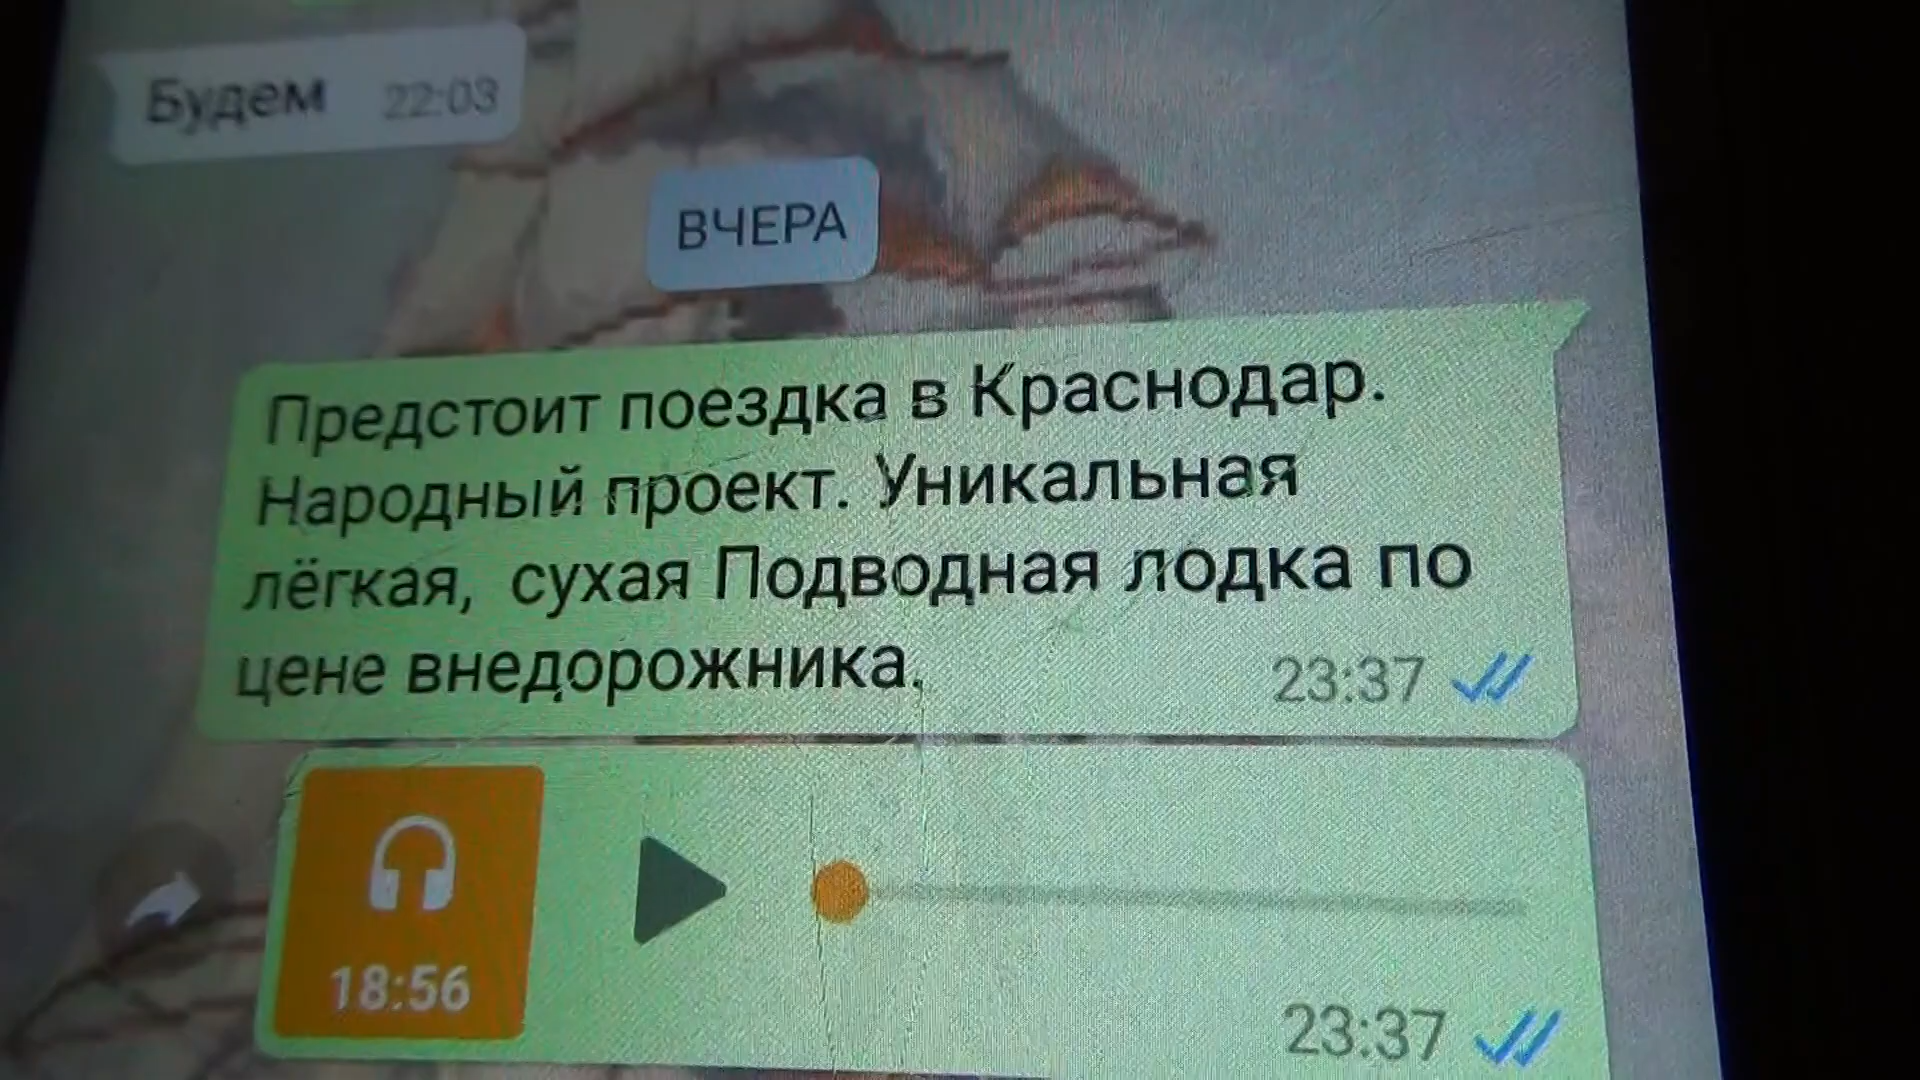 Будем 22:03
ВЧЕРА
Предстоит поездка в Краснодар.
Народный проект. Уникальная
лёгкая, сухая Подводная лодка по
цене внедорожника.
23:37
18:56
23:37